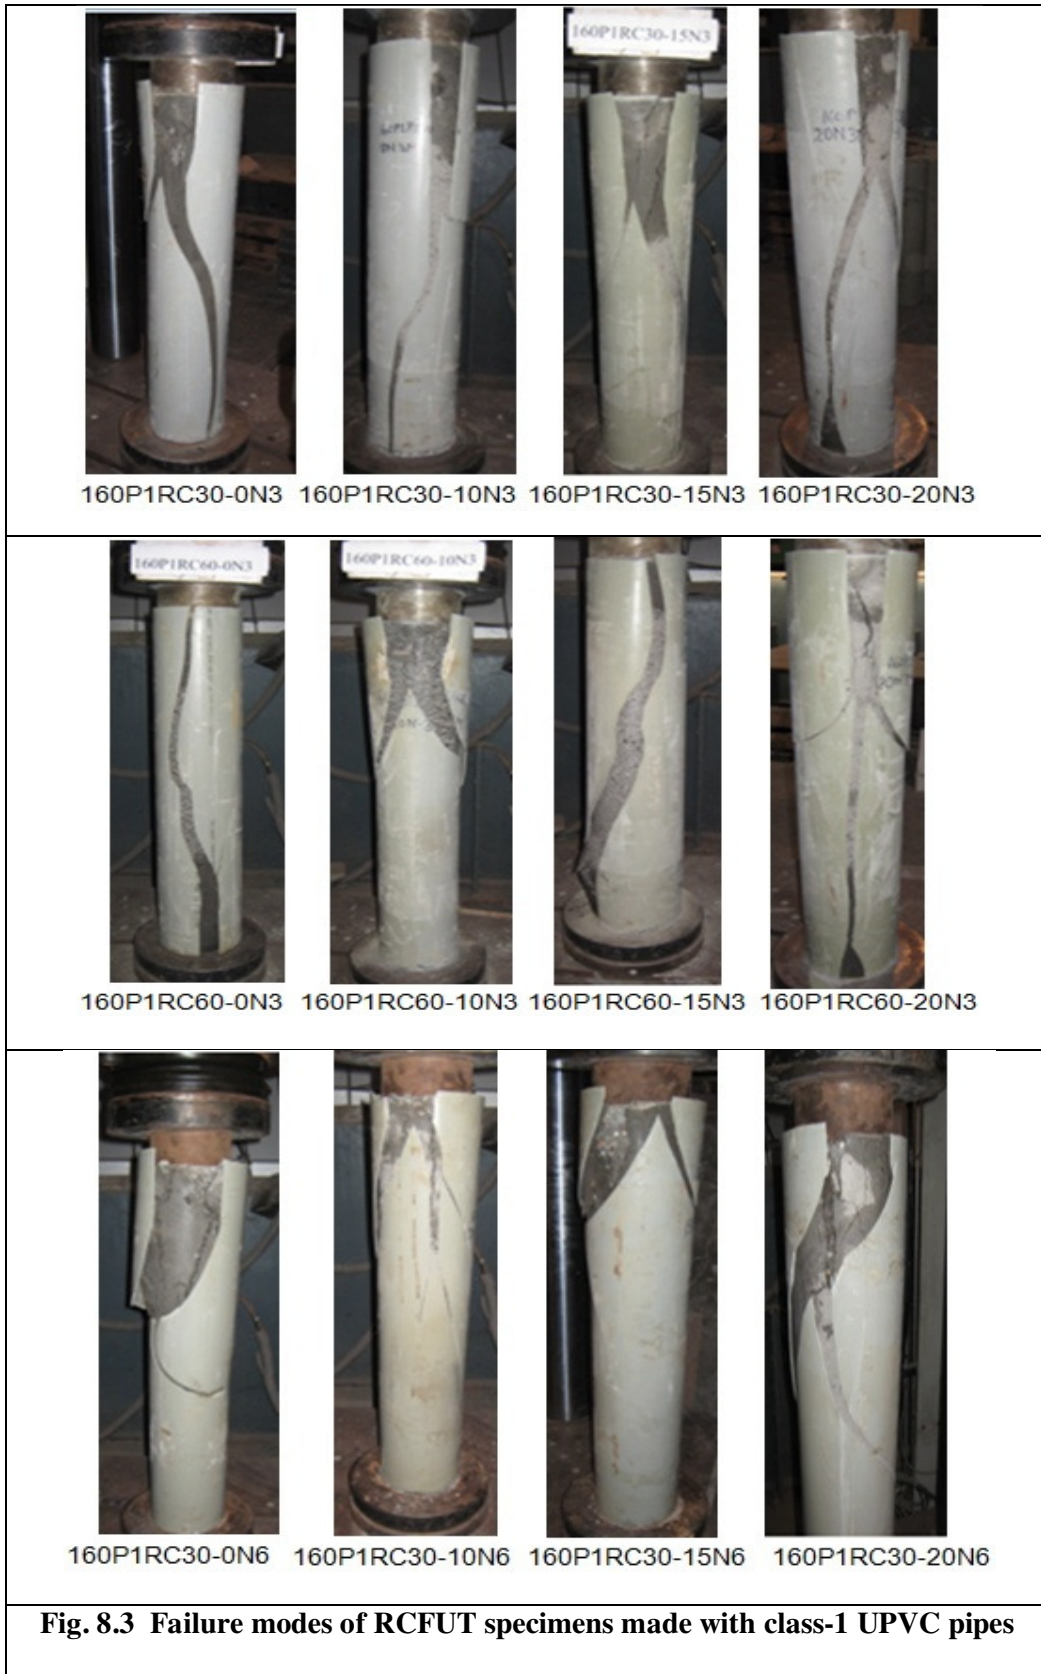 160P1RC30-15N3
160P1RC30-0N3 160P1RC30-10N3 160P1RC30-15N3 160P1RC30-20N3
160P1RC60-0N3 160P1RC60-10N3
160P1RC60-0N3 160P1RC60-10N3 160P1RC60-15N3 160P1RC60-20N3
160P1RC30-0N6 160P1RC30-10N6 160P1RC30-15N6 160P1RC30-20N6
Fig. 8.3 Failure modes of RCFUT specimens made with class-1 UPVC pipes